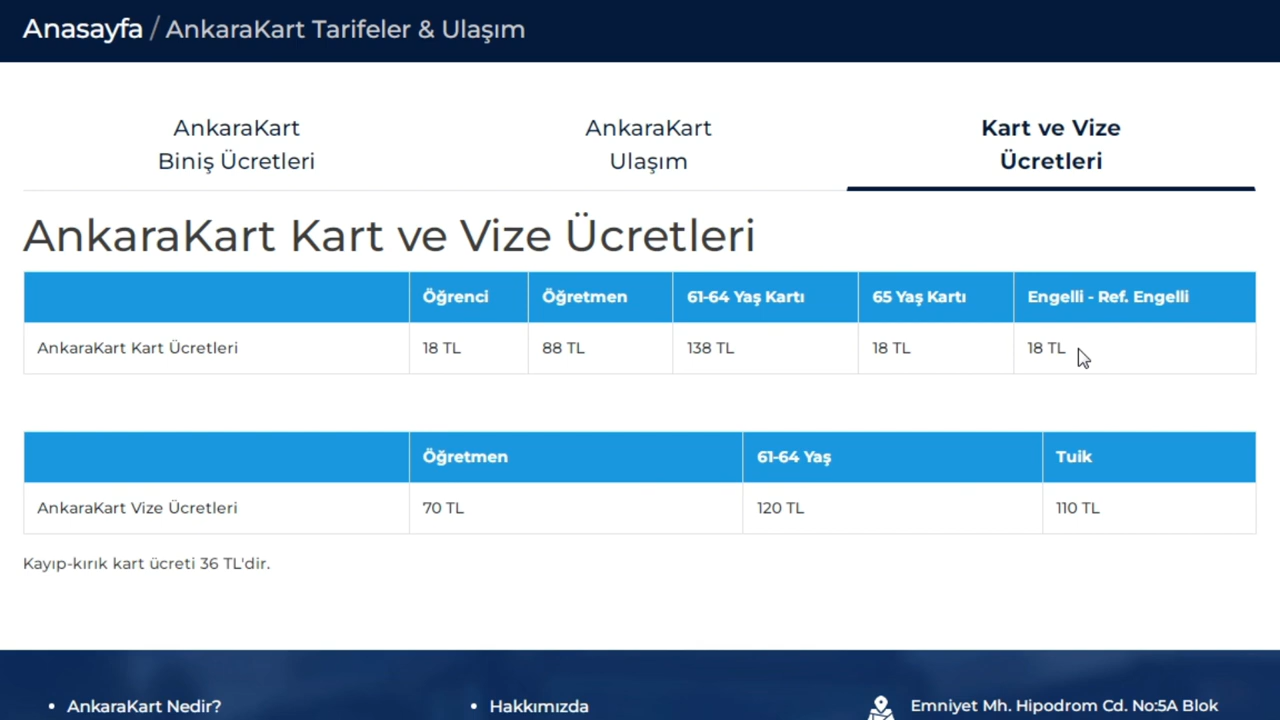 Anasayfa / AnkaraKart Tarifeler & Ulaşım
AnkaraKart
Biniş Ücretleri
AnkaraKart
Ulaşım
Kart ve Vize
Ücretleri
AnkaraKart Kart ve Vize Ücretleri
Öğrenci Öğretmen 61-64 Yaş Kartı 65 Yaş Kartı Engelli - Ref. Engelli
AnkaraKart Kart Ücretleri 18 TL 88 TL 138 TL 18 TL 18 TL
Öğretmen 61-64 Yaş Tuik
AnkaraKart Vize Ücretleri 70 TL 120 TL 110 TL
Kayıp-kırık kart ücreti 36 TL'dir.
• AnkaraKart Nedir?
• Hakkımızda
Emniyet Mh. Hipodrom Cd. No:5A Blok